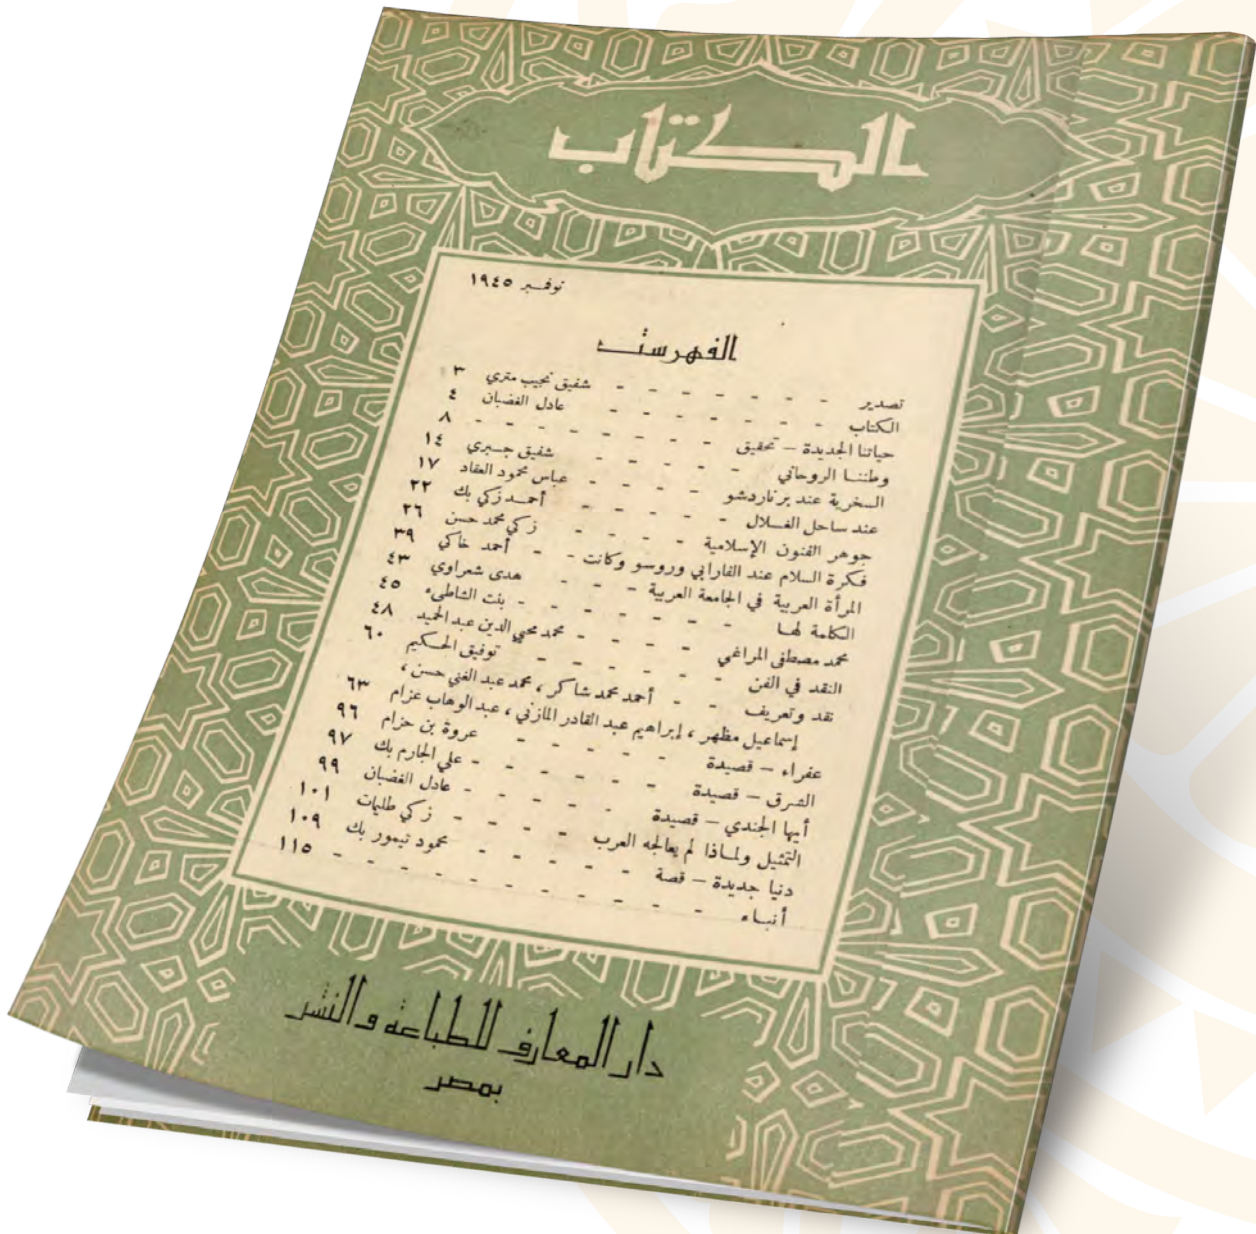 الكتاب
نوفمبر ١٩٤٥
الفهرست
تصدير - - - - - - - شفيق نجيب متري ٣
الكتاب - - - - - - - عادل الغضبان ٤
حياتنا الجديدة — تحقيق - - - - - - - - ٨
وطننا الروحاني - - - - - شفيق جبري ١٤
السخرية عند برناردشو - - - - عباس محمود العقاد ١٧
عند ساحل الغسلال - - - - - أحمد زكي بك ٢٢
جوهر الفنون الإسلامية - - - - زكي محمد حسن ٢٦
فكرة السلام عند الفارابي وروسو وكانت - - أحمد خاكي ٣٩
المرأة العربية في الجامعة العربية - - - هدى شعراوي ٤٣
الكلمة لها - - - - - - بنت الشاطىء ٤٥
محمد مصطفى المراغي - - - - محمد محيي الدين عبد الحميد ٤٨
النقد في الفن - - - - - - توفيق الحكيم ٦٠
نقد وتعريف - - أحمد محمد شاكر ، محمد عبد الغني حسن ،
إسماعيل مظهر ، إبراهيم عبد القادر المازني ، عبد الوهاب عزام ٦٣
عفراء — قصيدة - - - - - عروة بن حزام ٩٦
الشرق — قصيدة - - - - - - علي الجارم بك ٩٧
أيها الجندي — قصيدة - - - - - عادل الغضبان ٩٩
التمثيل ولماذا لم يعالجه العرب - - - - زكي طليمات ١٠١
دنيا جديدة — قصة - - - - - محمود تيمور بك ١٠٩
أنباء - - - - - - - - - - ١١٥
دار المعارف للطباعة والنشر
بمصر